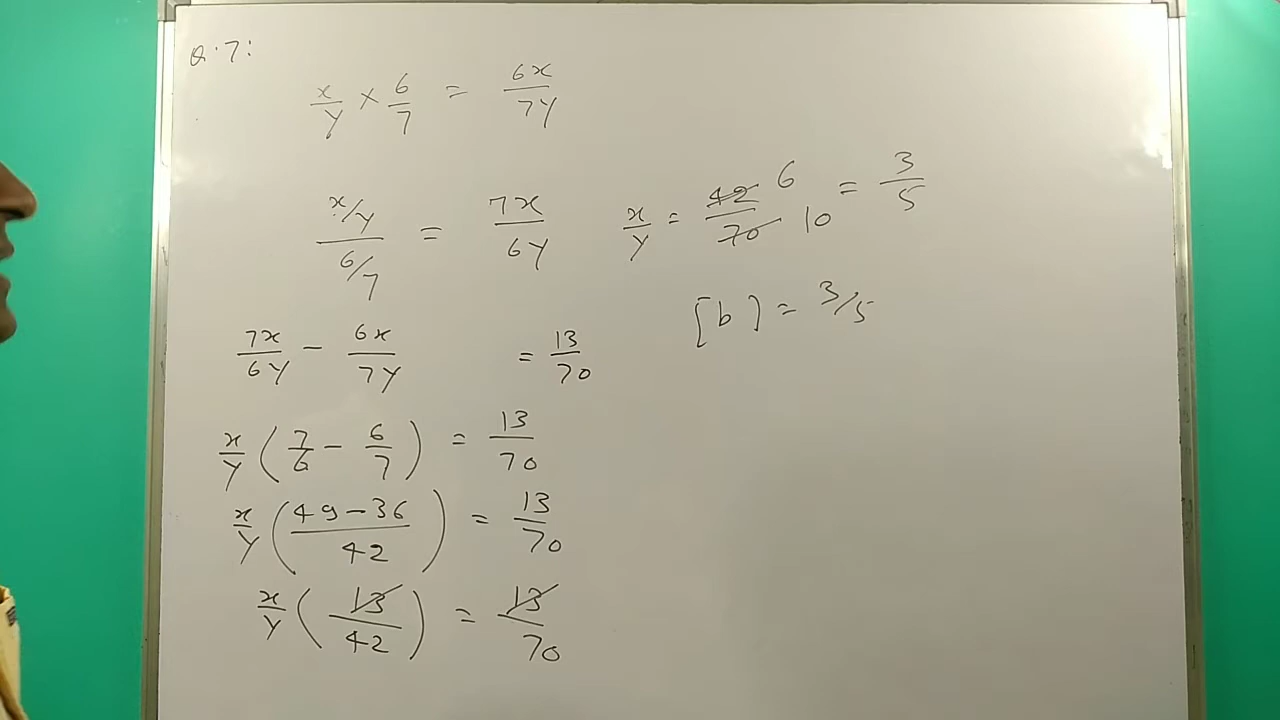 Q.7:
x/y × 6/7 = 6x/7y
(x/y)/(6/7) = 7x/6y
7x/6y - 6x/7y = 13/70
x/y (7/6 - 6/7) = 13/70
x/y ((49-36)/42) = 13/70
x/y (13/42) = 13/70
x/y = 42/70 6 10 = 3/5
[b] = 3/5